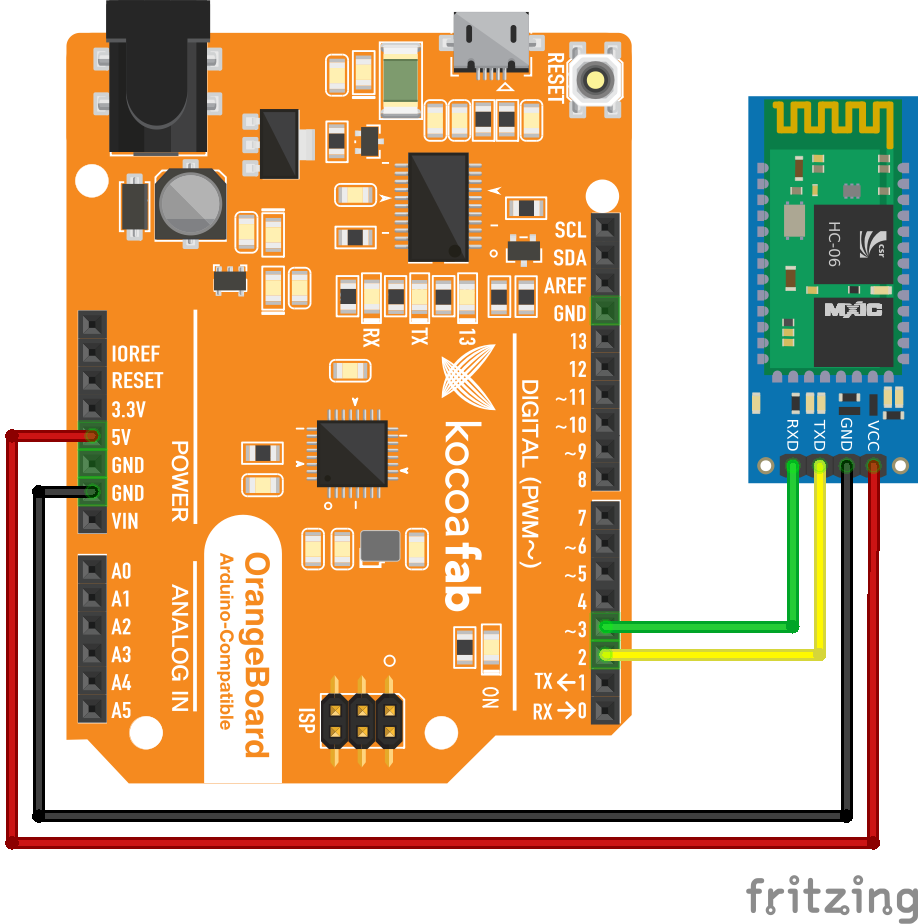 RESET
SCL
SDA
AREF
GND
13
12
~11
~10
~9
8
7
~6
~5
4
~3
2
TX←1
RX→0
RX
TX
13
IOREF
RESET
3.3V
5V
GND
GND
VIN
POWER
A0
A1
A2
A3
A4
A5
ANALOG IN
DIGITAL (PWM~)
kocoafab
OrangeBoard
Arduino-Compatible
ISP
ON
HC-06
csr
MXIC
RXD
TXD
GND
VCC
fritzing